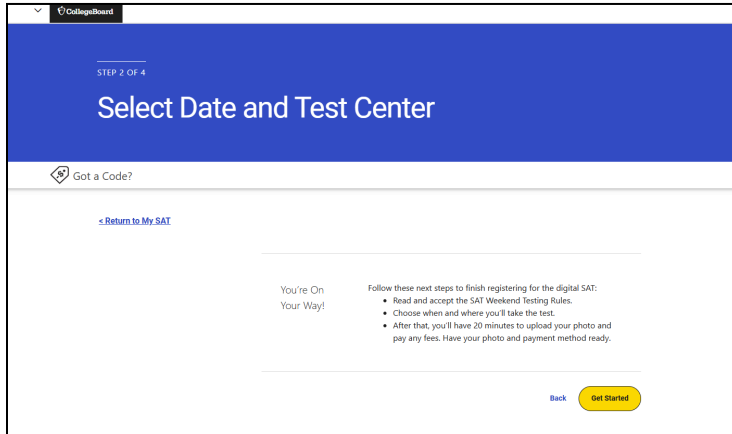 CollegeBoard
STEP 2 OF 4
Select Date and Test Center
Got a Code?
< Return to My SAT
You're On
Your Way!
Follow these next steps to finish registering for the digital SAT:
• Read and accept the SAT Weekend Testing Rules.
• Choose when and where you'll take the test.
• After that, you'll have 20 minutes to upload your photo and
pay any fees. Have your photo and payment method ready.
Back
Get Started